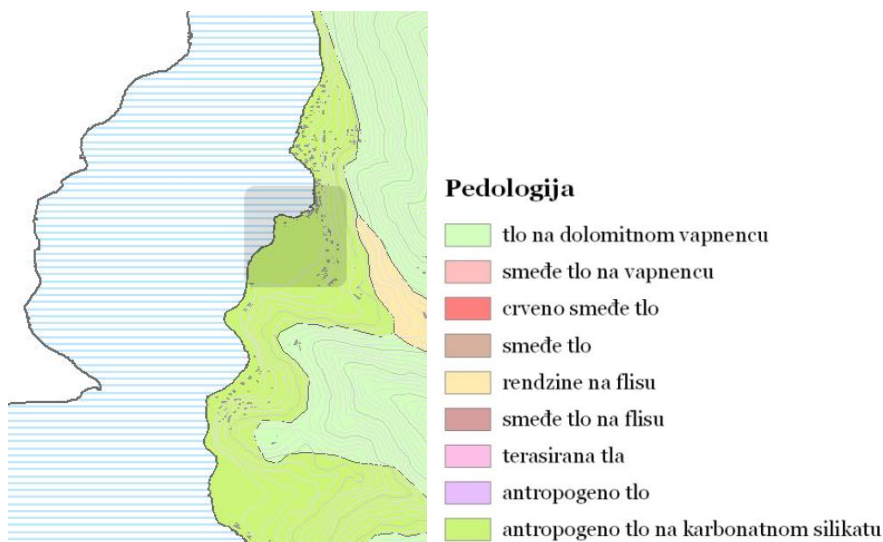 Pedologija
tlo na dolomitnom vapnencu
smeđe tlo na vapnencu
crveno smeđe tlo
smeđe tlo
rendzine na flisu
smeđe tlo na flisu
terasirana tla
antropogeno tlo
antropogeno tlo na karbonatnom silikatu